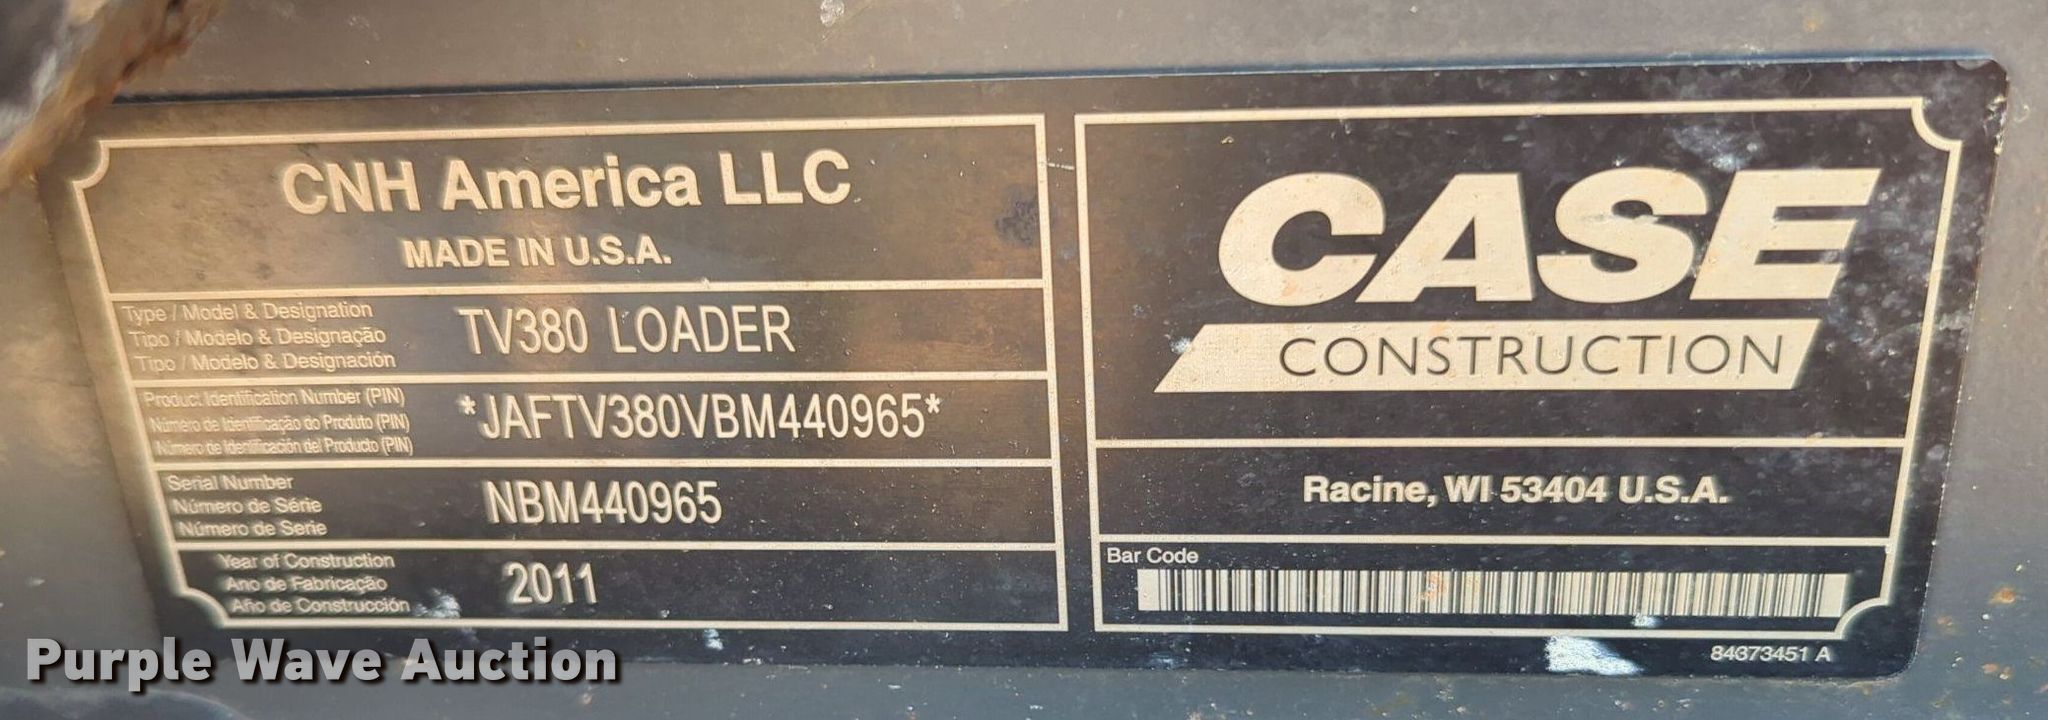 CNH America LLC
MADE IN U.S.A.
Type / Model & Designation
Tipo / Modelo & Designação
Tipo / Modelo & Designación
TV380 LOADER
Product Identification Number (PIN)
Número de Identificação do Produto (PIN)
Número de Identificación del Producto (PIN)
*JAFTV380VBM440965*
Serial Number
Número de Série
Número de Serie
NBM440965
Year of Construction
Ano de Fabricação
Año de Construcción
2011
CASE
CONSTRUCTION
Racine, WI 53404 U.S.A.
Bar Code
84373451 A
Purple Wave Auction